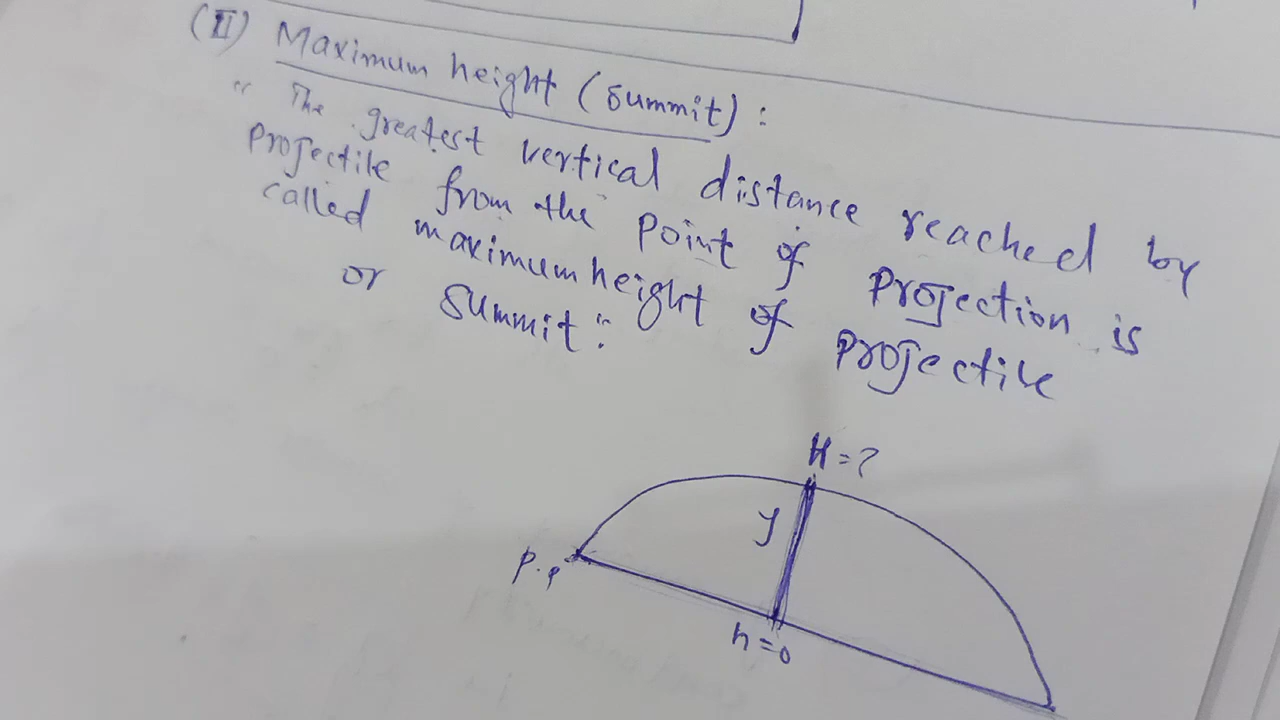 (II) Maximum height (Summit) :
“ The greatest vertical distance reached by
Projectile from the point of Projection is
called maximum height of Projectile
or Summit ”.
H = ?
y
P.P
h = 0